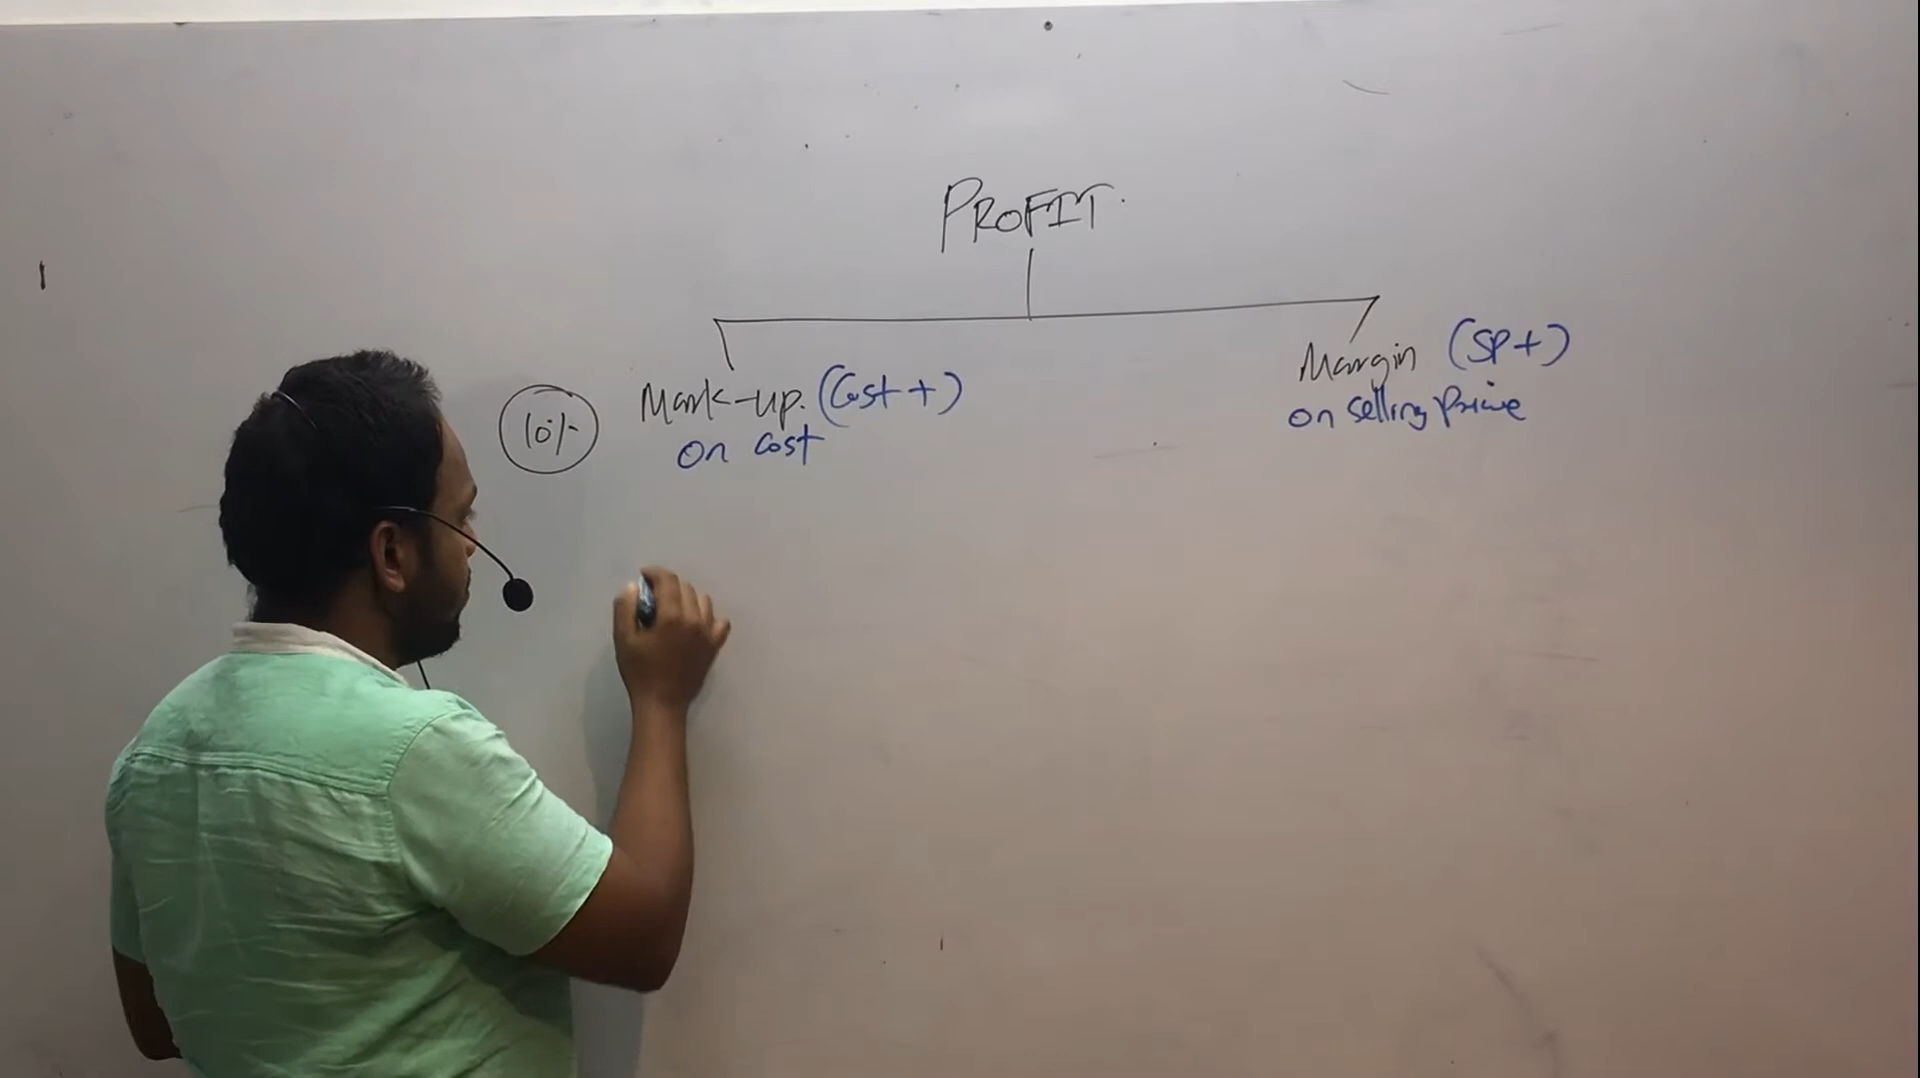 PROFIT.
10%
Mark-up. (Cost +)
on cost
Margin (SP+)
on selling Price